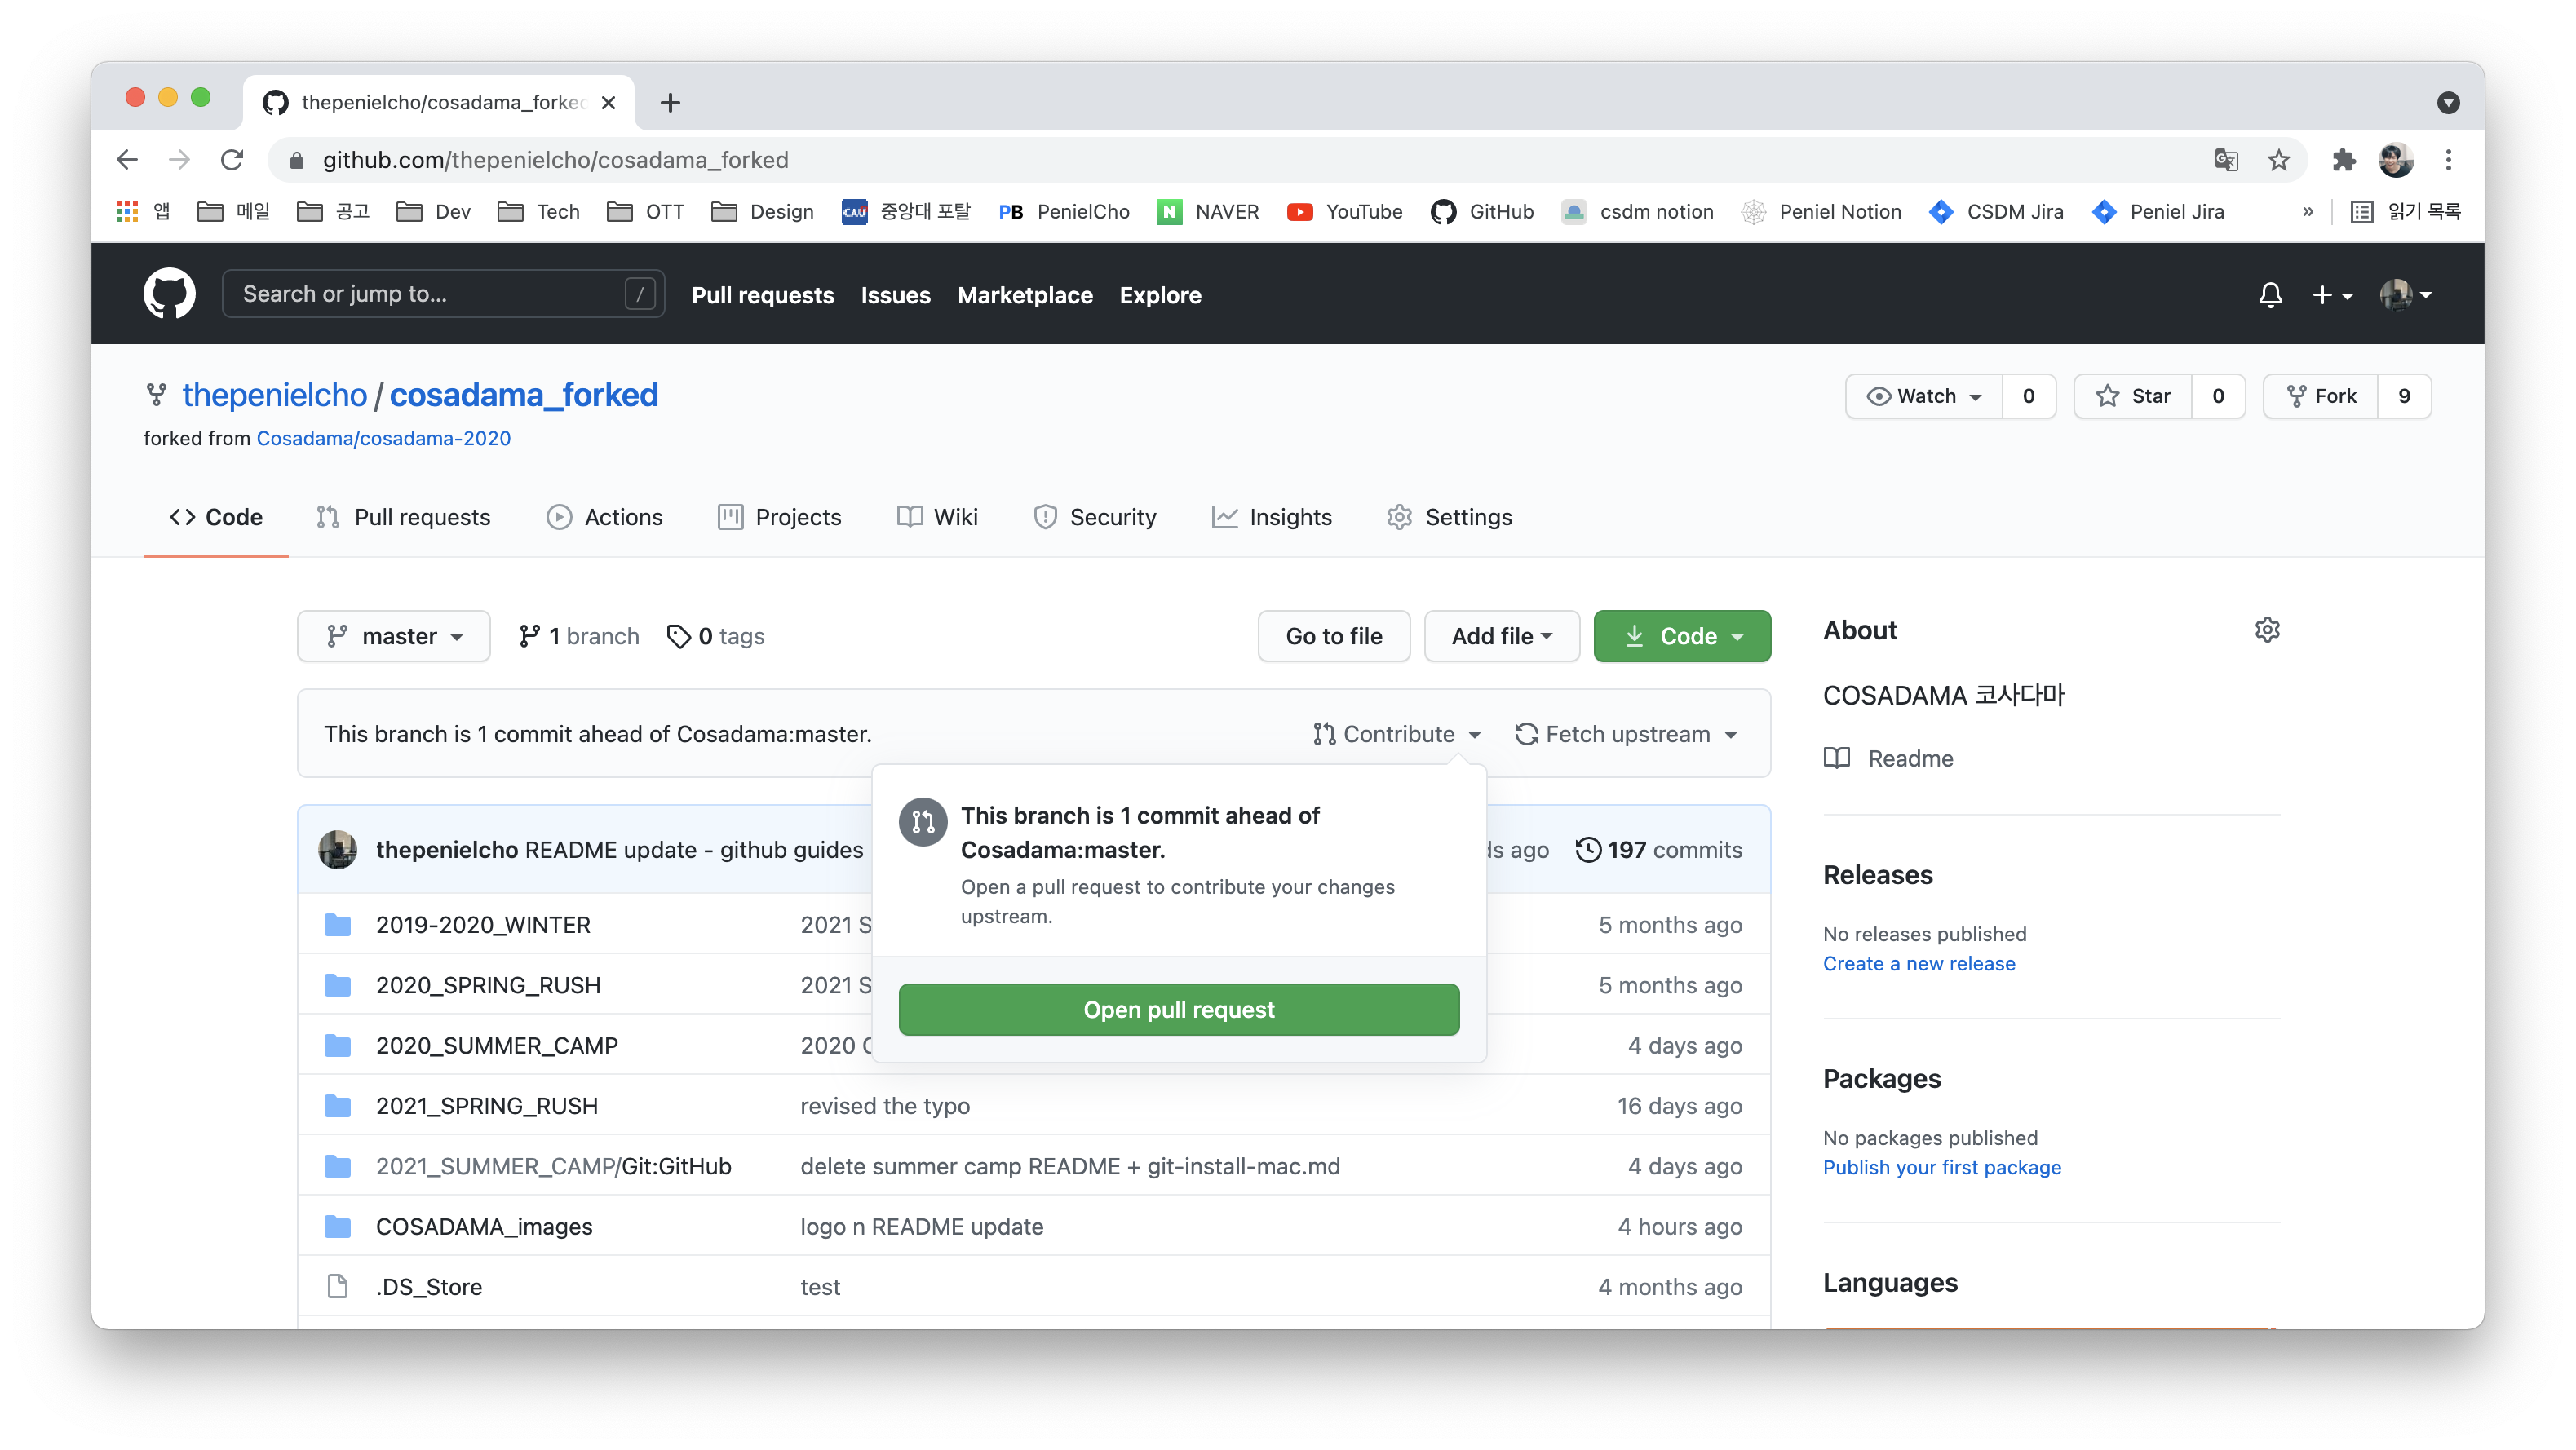 thepenielcho/cosadama_forked
github.com/thepenielcho/cosadama_forked
앱 메일 공고 Dev Tech OTT Design CAU 중앙대 포탈 PB PenielCho N NAVER YouTube GitHub csdm notion Peniel Notion CSDM Jira Peniel Jira » 읽기 목록
Search or jump to... / Pull requests Issues Marketplace Explore
thepenielcho / cosadama_forked Watch 0 Star 0 Fork 9
forked from Cosadama/cosadama-2020
Code Pull requests Actions Projects Wiki Security Insights Settings
master 1 branch 0 tags Go to file Add file Code
This branch is 1 commit ahead of Cosadama:master. Contribute Fetch upstream
This branch is 1 commit ahead of
Cosadama:master.
Open a pull request to contribute your changes
upstream.
Open pull request
thepenielcho README update - github guides ago 197 commits
2019-2020_WINTER 2021 5 months ago
2020_SPRING_RUSH 2021 5 months ago
2020_SUMMER_CAMP 2020 4 days ago
2021_SPRING_RUSH revised the typo 16 days ago
2021_SUMMER_CAMP/Git:GitHub delete summer camp README + git-install-mac.md 4 days ago
COSADAMA_images logo n README update 4 hours ago
.DS_Store test 4 months ago
About
COSADAMA 코사다마
Readme
Releases
No releases published
Create a new release
Packages
No packages published
Publish your first package
Languages